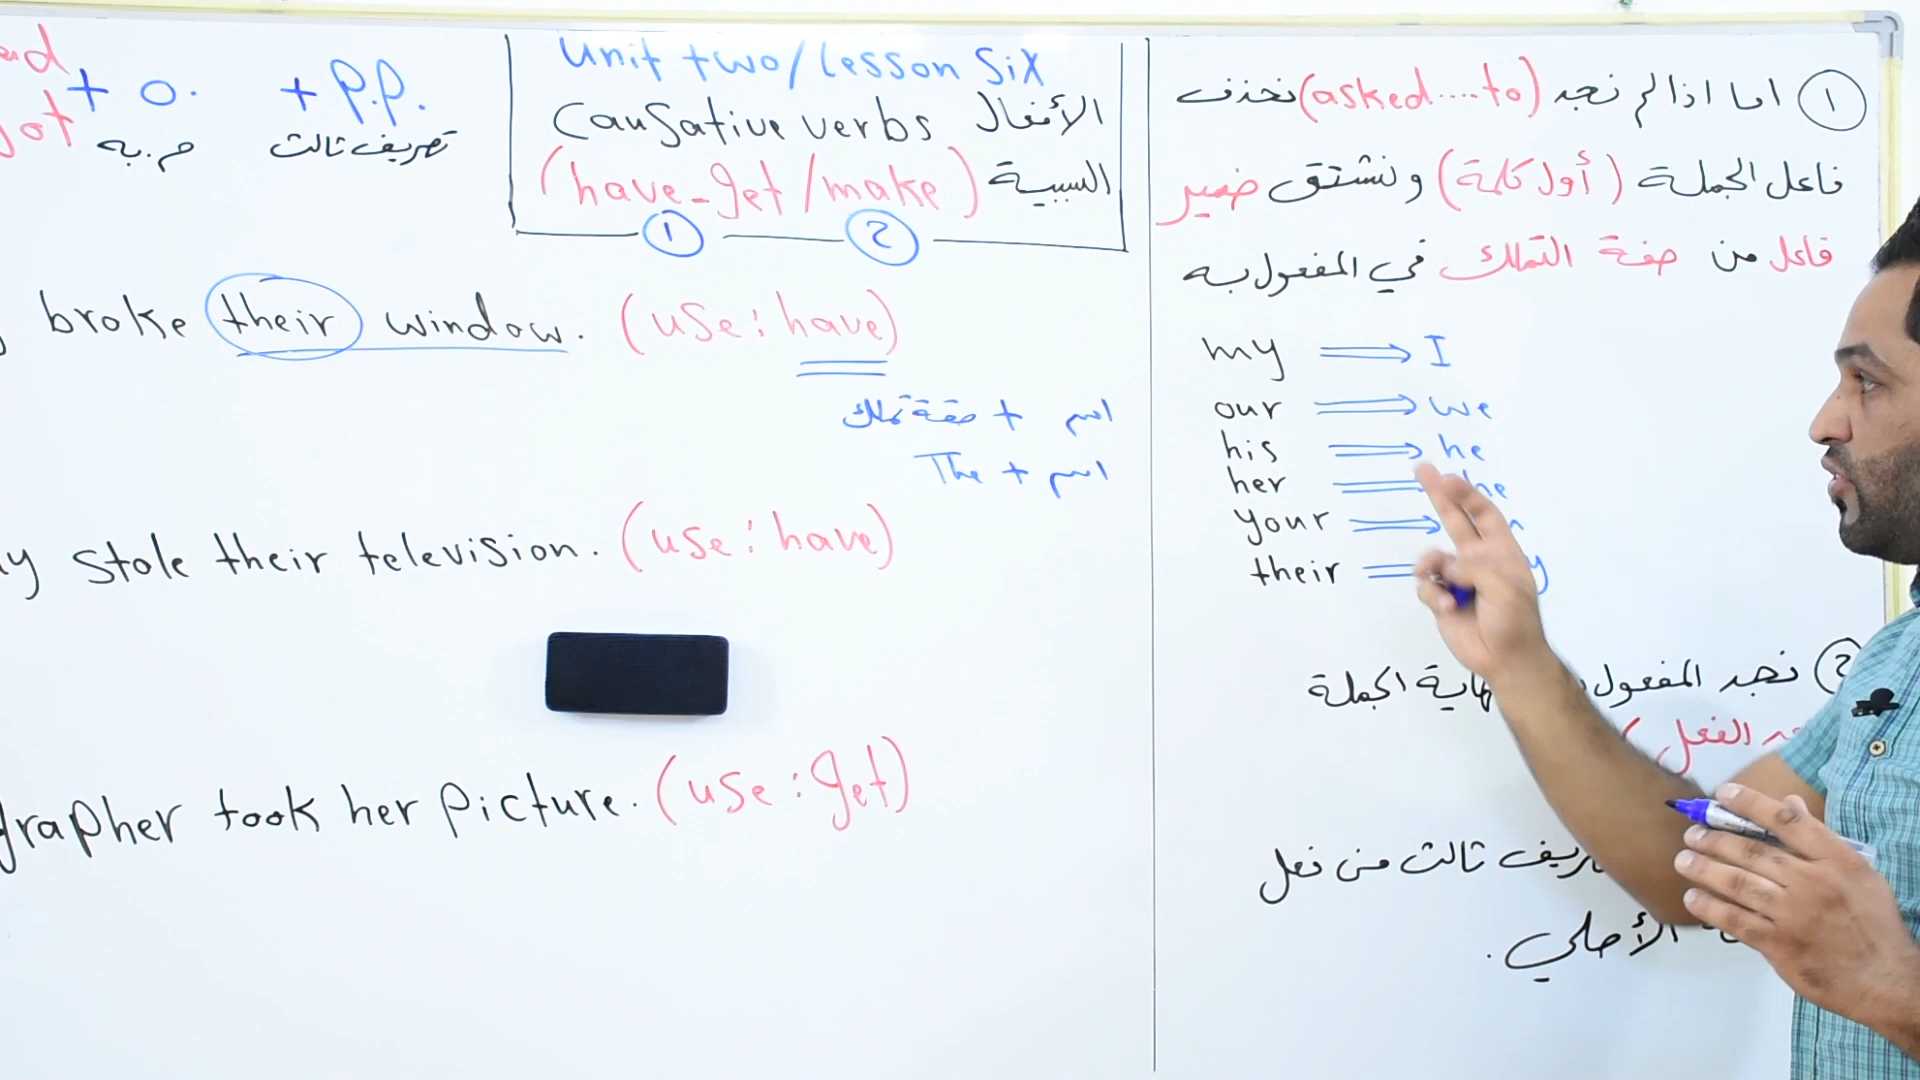 + o. + P.P.
got م.به تصريف ثالث
Unit two/Lesson Six
Causative verbs الأفعال
(have-get/make) السببية
① ②
broke their window. (use: have)
صفة تملك + اسم
The + اسم
stole their television. (use: have)
took her picture. (use: get)
① اما اذا لم نجد (asked....to) نحذف
فاعل الجملة (أول كلمة) ونشتق ضمير
فاعل من صفة التملك في المفعول به
my ⟹ I
our ⟹ we
his ⟹ he
her ⟹
your ⟹
their ⟹
② نجد المفعول الجملة
الفعل
ثالث من فعل
الأصلي.